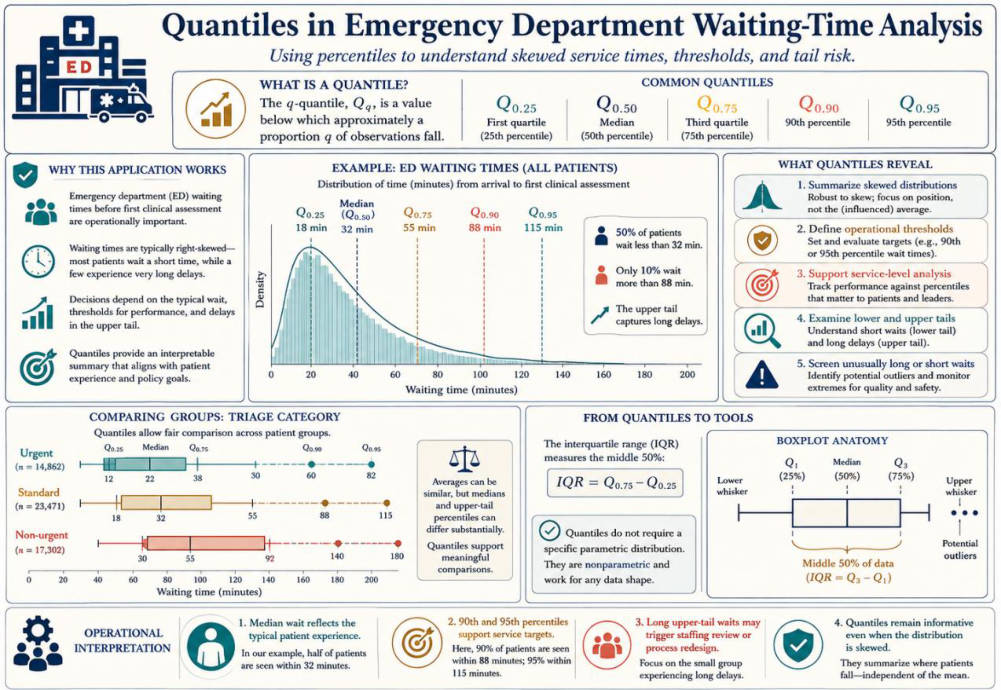 Quantiles in Emergency Department Waiting-Time Analysis
Using percentiles to understand skewed service times, thresholds, and tail risk.
ED
WHAT IS A QUANTILE?
The q-quantile, Qq, is a value
below which approximately a
proportion q of observations fall.
COMMON QUANTILES
Q0.25
First quartile
(25th percentile)
Q0.50
Median
(50th percentile)
Q0.75
Third quartile
(75th percentile)
Q0.90
90th percentile
Q0.95
95th percentile
WHY THIS APPLICATION WORKS
Emergency department (ED) waiting
times before first clinical assessment
are operationally important.
Waiting times are typically right-skewed—
most patients wait a short time, while a
few experience very long delays.
Decisions depend on the typical wait,
thresholds for performance, and delays
in the upper tail.
Quantiles provide an interpretable
summary that aligns with patient
experience and policy goals.
EXAMPLE: ED WAITING TIMES (ALL PATIENTS)
Distribution of time (minutes) from arrival to first clinical assessment
Q0.25
18 min
Median
(Q0.50)
32 min
Q0.75
55 min
Q0.90
88 min
Q0.95
115 min
50% of patients
wait less than 32 min.
Only 10% wait
more than 88 min.
The upper tail
captures long delays.
Density
0 20 40 60 80 100 120 140 160 180 200
Waiting time (minutes)
WHAT QUANTILES REVEAL
1. Summarize skewed distributions
Robust to skew; focus on position,
not the (influenced) average.
2. Define operational thresholds
Set and evaluate targets (e.g., 90th
or 95th percentile wait times).
3. Support service-level analysis
Track performance against percentiles
that matter to patients and leaders.
4. Examine lower and upper tails
Understand short waits (lower tail)
and long delays (upper tail).
5. Screen unusually long or short waits
Identify potential outliers and monitor
extremes for quality and safety.
COMPARING GROUPS: TRIAGE CATEGORY
Quantiles allow fair comparison across patient groups.
Q0.25 Median Q0.75 Q0.90 Q0.95
Urgent
(n = 14,862)
12 22 38 30 60 82
Standard
(n = 23,471)
18 32 55 88 115
Non-urgent
(n = 17,302)
30 55 92 140 180
0 20 40 60 80 100 120 140 160 180 200
Waiting time (minutes)
Averages can be
similar, but medians
and upper-tail
percentiles can
differ substantially.
Quantiles support
meaningful
comparisons.
FROM QUANTILES TO TOOLS
The interquartile range (IQR)
measures the middle 50%:
IQR = Q0.75 − Q0.25
Quantiles do not require a
specific parametric distribution.
They are nonparametric and
work for any data shape.
BOXPLOT ANATOMY
Lower
whisker
Q1
(25%)
Median
(50%)
Q3
(75%)
Upper
whisker
Potential
outliers
Middle 50% of data
(IQR = Q3 − Q1)
OPERATIONAL
INTERPRETATION
1. Median wait reflects the
typical patient experience.
In our example, half of patients
are seen within 32 minutes.
2. 90th and 95th percentiles
support service targets.
Here, 90% of patients are seen
within 88 minutes; 95% within
115 minutes.
3. Long upper-tail waits may
trigger staffing review or
process redesign.
Focus on the small group
experiencing long delays.
4. Quantiles remain informative
even when the distribution
is skewed.
They summarize where patients
fall—independent of the mean.